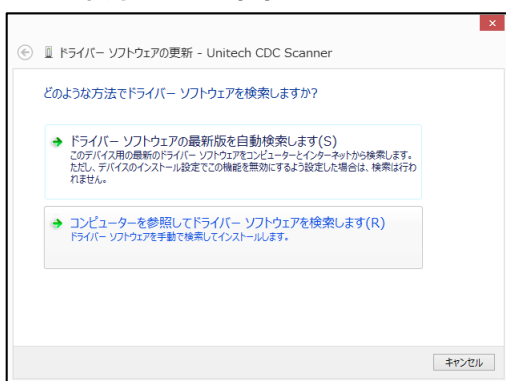 ドライバー ソフトウェアの更新 - Unitech CDC Scanner
どのような方法でドライバー ソフトウェアを検索しますか?
ドライバー ソフトウェアの最新版を自動検索します(S)
このデバイス用の最新のドライバー ソフトウェアをコンピューターとインターネットから検索します。
ただし、デバイスのインストール設定でこの機能を無効にするよう設定した場合は、検索は行わ
れません。
コンピューターを参照してドライバー ソフトウェアを検索します(R)
ドライバー ソフトウェアを手動で検索してインストールします。
キャンセル